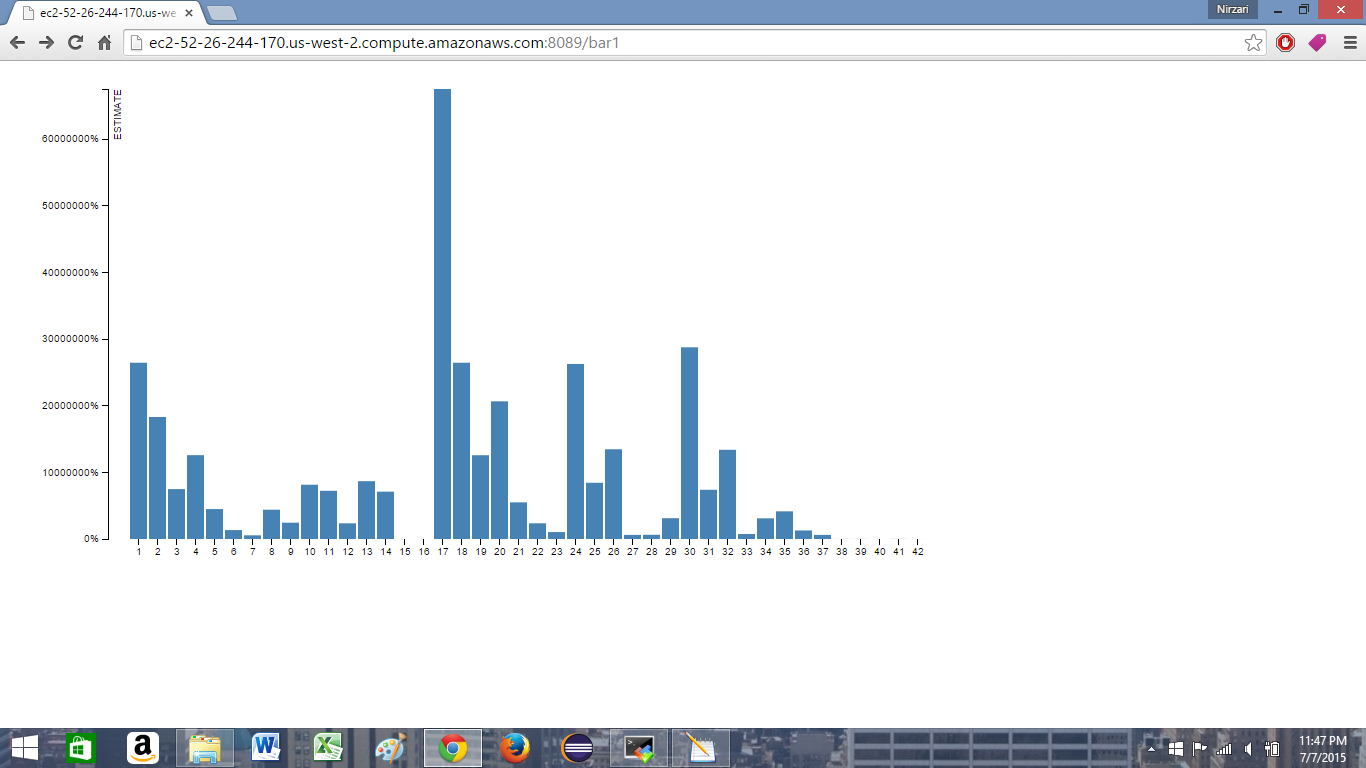 ec2-52-26-244-170.us-we
Nirzari
ec2-52-26-244-170.us-west-2.compute.amazonaws.com:8089/bar1
ESTIMATE
60000000%
50000000%
40000000%
30000000%
20000000%
10000000%
0%
1 2 3 4 5 6 7 8 9 10 11 12 13 14 15 16 17 18 19 20 21 22 23 24 25 26 27 28 29 30 31 32 33 34 35 36 37 38 39 40 41 42
11:47 PM
7/7/2015